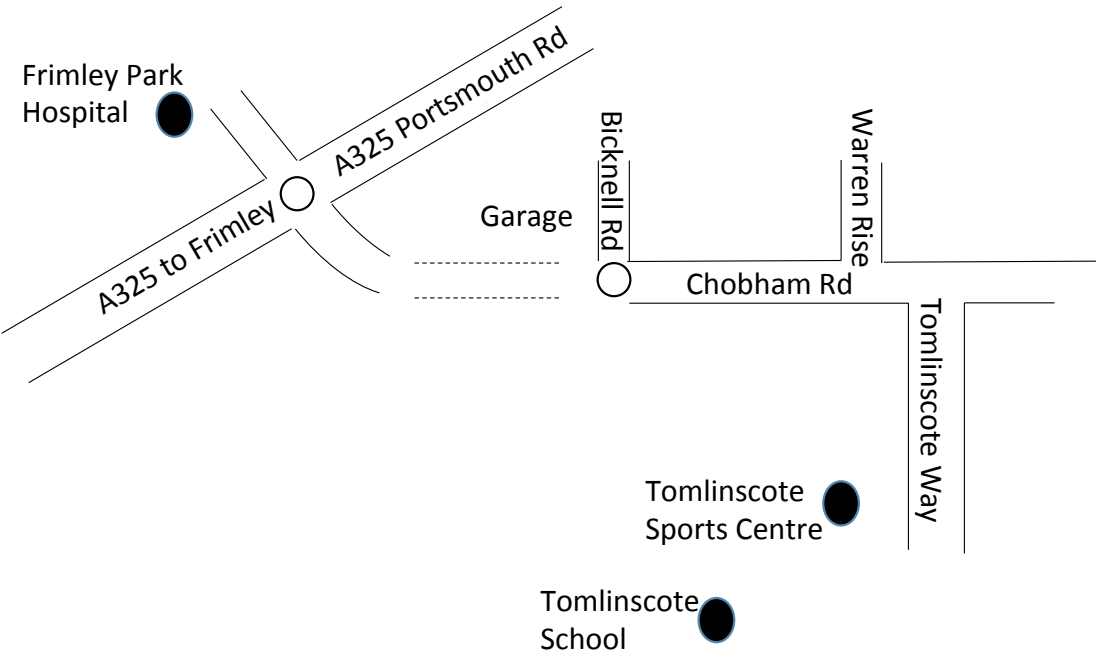 Frimley Park
Hospital
A325 Portsmouth Rd
A325 to Frimley
Garage
Bicknell Rd
Warren Rise
Chobham Rd
Tomlinscote Way
Tomlinscote
Sports Centre
Tomlinscote
School